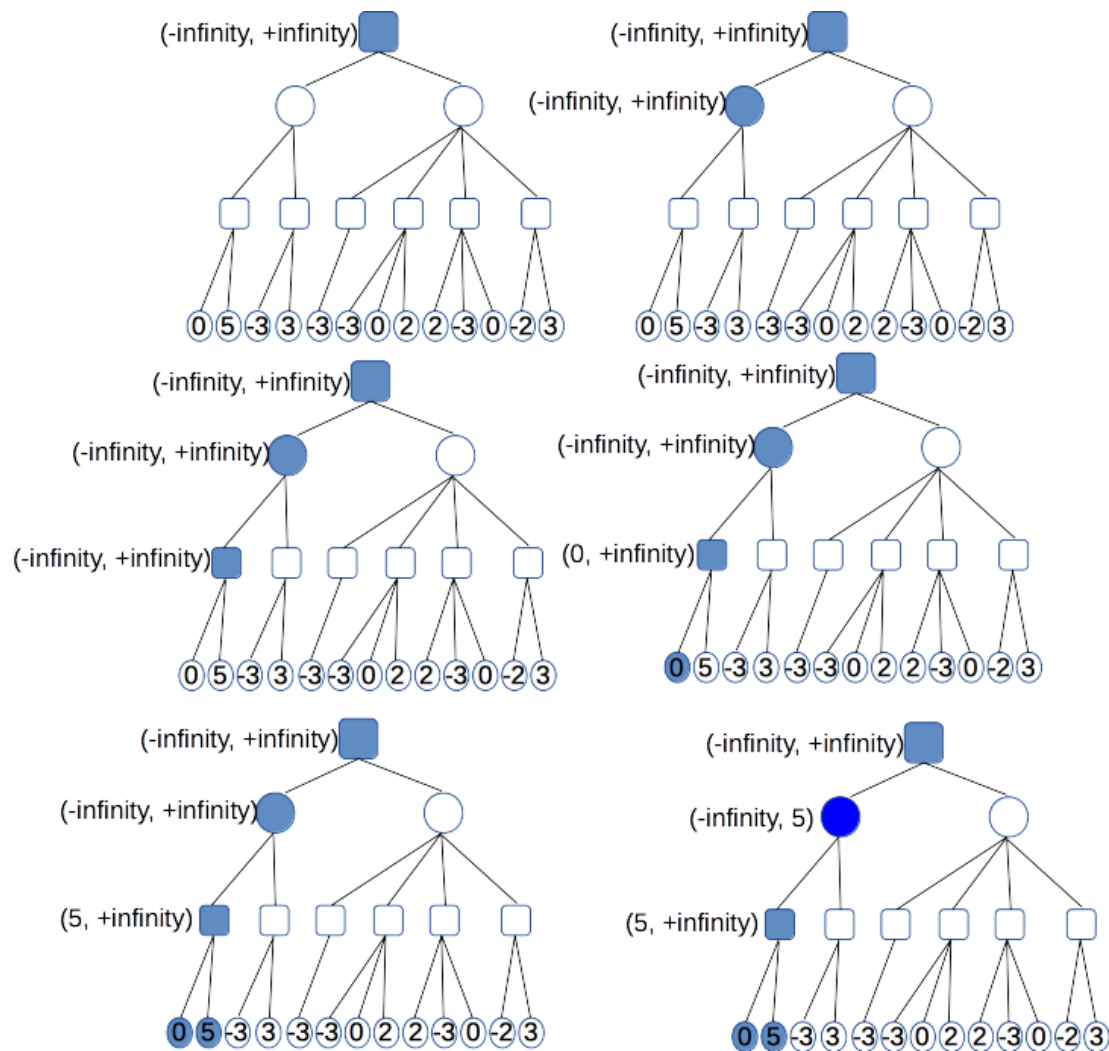 (-infinity, +infinity) (-infinity, +infinity)
(-infinity, +infinity)
0 5 -3 3 -3 -3 0 2 2 -3 0 -2 3 0 5 -3 3 -3 -3 0 2 2 -3 0 -2 3
(-infinity, +infinity) (-infinity, +infinity)
(-infinity, +infinity) (-infinity, +infinity)
(-infinity, +infinity) (0, +infinity)
0 5 -3 3 -3 -3 0 2 2 -3 0 -2 3 0 5 -3 3 -3 -3 0 2 2 -3 0 -2 3
(-infinity, +infinity) (-infinity, +infinity)
(-infinity, +infinity) (-infinity, 5)
(5, +infinity) (5, +infinity)
0 5 -3 3 -3 -3 0 2 2 -3 0 -2 3 0 5 -3 3 -3 -3 0 2 2 -3 0 -2 3